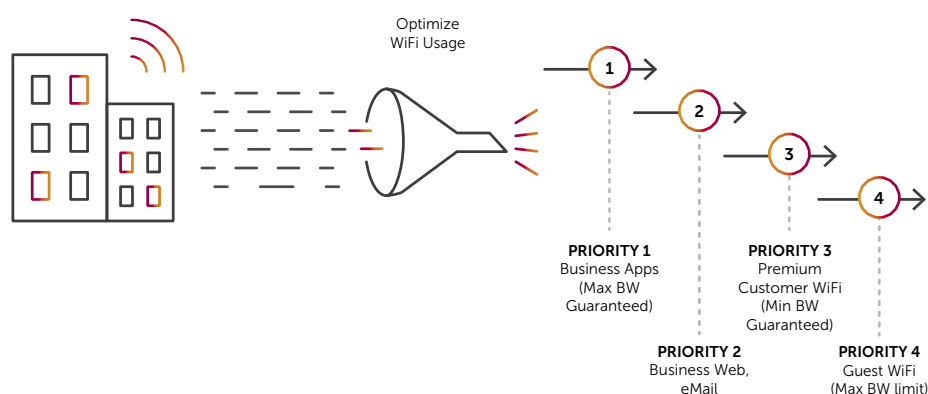 Optimize
WiFi Usage
1
2
3
4
PRIORITY 1
Business Apps
(Max BW
Guaranteed)
PRIORITY 2
Business Web,
eMail
PRIORITY 3
Premium
Customer WiFi
(Min BW
Guaranteed)
PRIORITY 4
Guest WiFi
(Max BW limit)